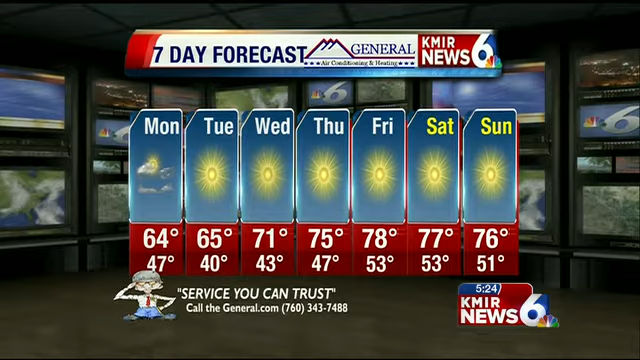 7 DAY FORECAST
GENERAL
Air Conditioning & Heating
KMIR
NEWS 6
Mon Tue Wed Thu Fri Sat Sun
64° 65° 71° 75° 78° 77° 76°
47° 40° 43° 47° 53° 53° 51°
"SERVICE YOU CAN TRUST"
Call the General.com (760) 343-7488
5:24
KMIR
NEWS 6